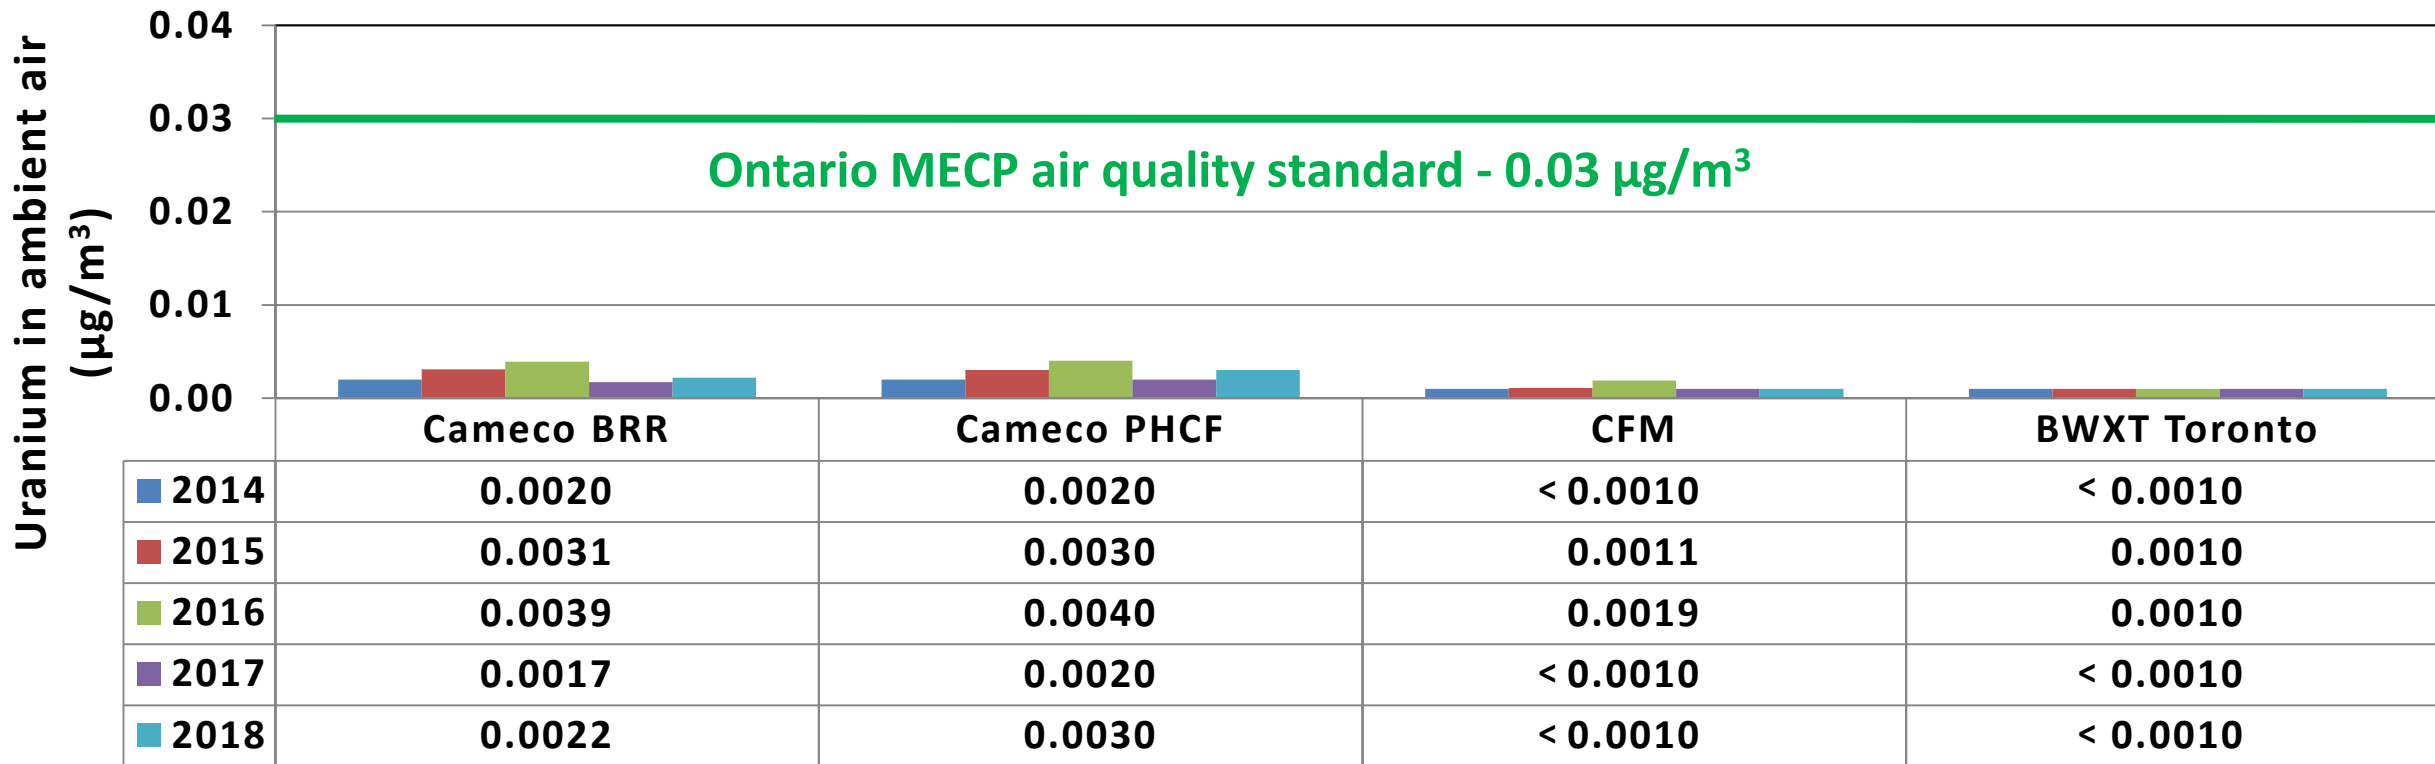 Uranium in ambient air
(µg/m³)
0.04
0.03
0.02
0.01
0.00
Ontario MECP air quality standard - 0.03 µg/m³
Cameco BRR Cameco PHCF CFM BWXT Toronto
2014 0.0020 0.0020 < 0.0010 < 0.0010
2015 0.0031 0.0030 0.0011 0.0010
2016 0.0039 0.0040 0.0019 0.0010
2017 0.0017 0.0020 < 0.0010 < 0.0010
2018 0.0022 0.0030 < 0.0010 < 0.0010